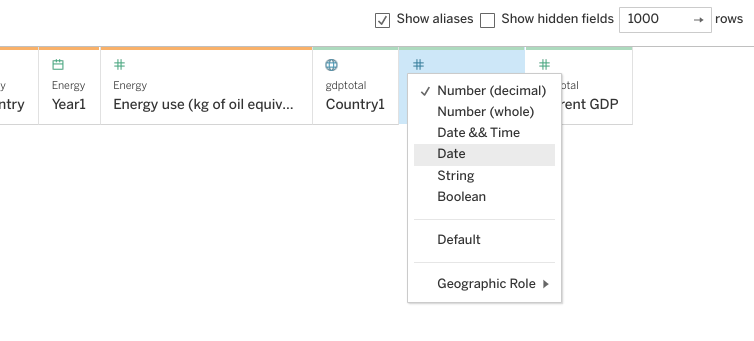 Show aliases Show hidden fields 1000 rows
y Energy Energy gdptotal otal
ntry Year1 Energy use (kg of oil equiv... Country1 rent GDP
Number (decimal)
Number (whole)
Date && Time
Date
String
Boolean
Default
Geographic Role